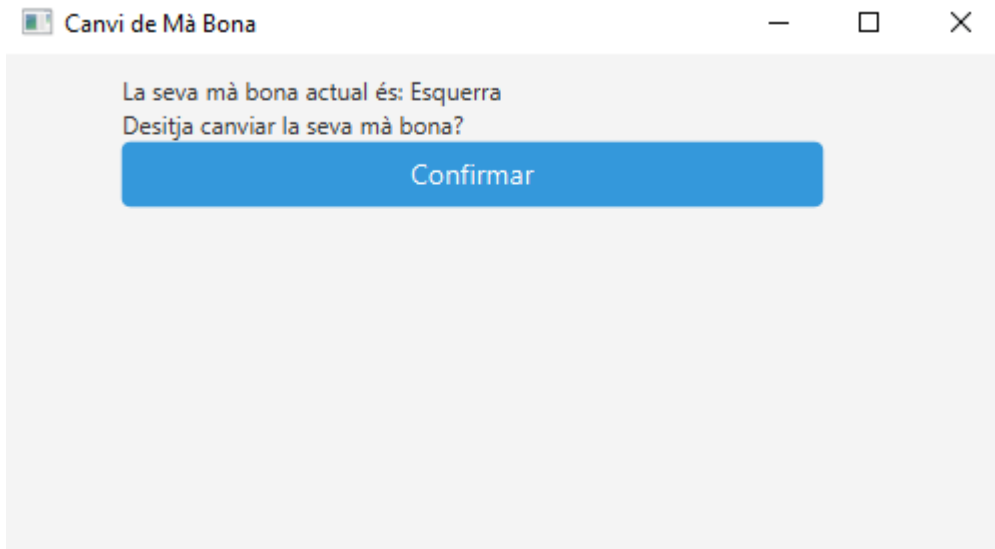 Canvi de Mà Bona
La seva mà bona actual és: Esquerra
Desitja canviar la seva mà bona?
Confirmar